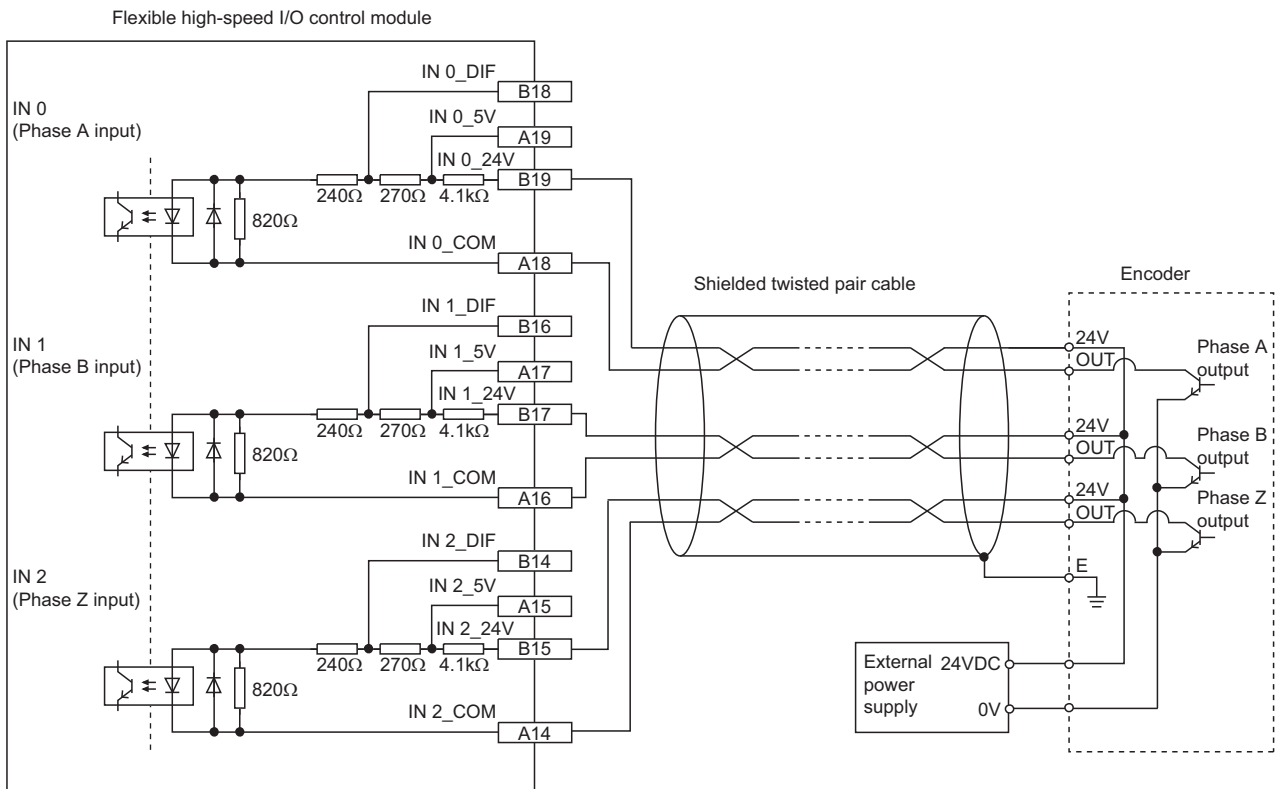 Flexible high-speed I/O control module
IN 0
(Phase A input)
IN 0_DIF
B18
IN 0_5V
A19
IN 0_24V
B19
240Ω
270Ω
4.1kΩ
820Ω
IN 0_COM
A18
IN 1
(Phase B input)
IN 1_DIF
B16
IN 1_5V
A17
IN 1_24V
B17
240Ω
270Ω
4.1kΩ
820Ω
IN 1_COM
A16
IN 2
(Phase Z input)
IN 2_DIF
B14
IN 2_5V
A15
IN 2_24V
B15
240Ω
270Ω
4.1kΩ
820Ω
IN 2_COM
A14
Shielded twisted pair cable
Encoder
24V
OUT
Phase A
output
24V
OUT
Phase B
output
24V
OUT
Phase Z
output
E
External
power
supply
24VDC
0V